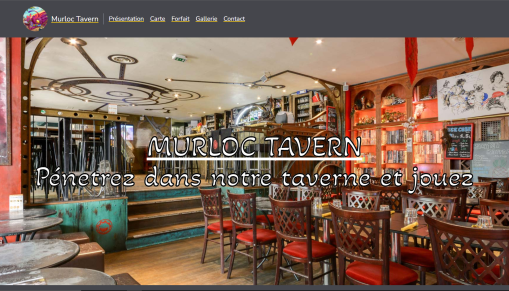 Murloc Tavern
Présentation Carte Forfait Gallerie Contact
MURLOC TAVERN
Pénetrez dans notre taverne et jouez